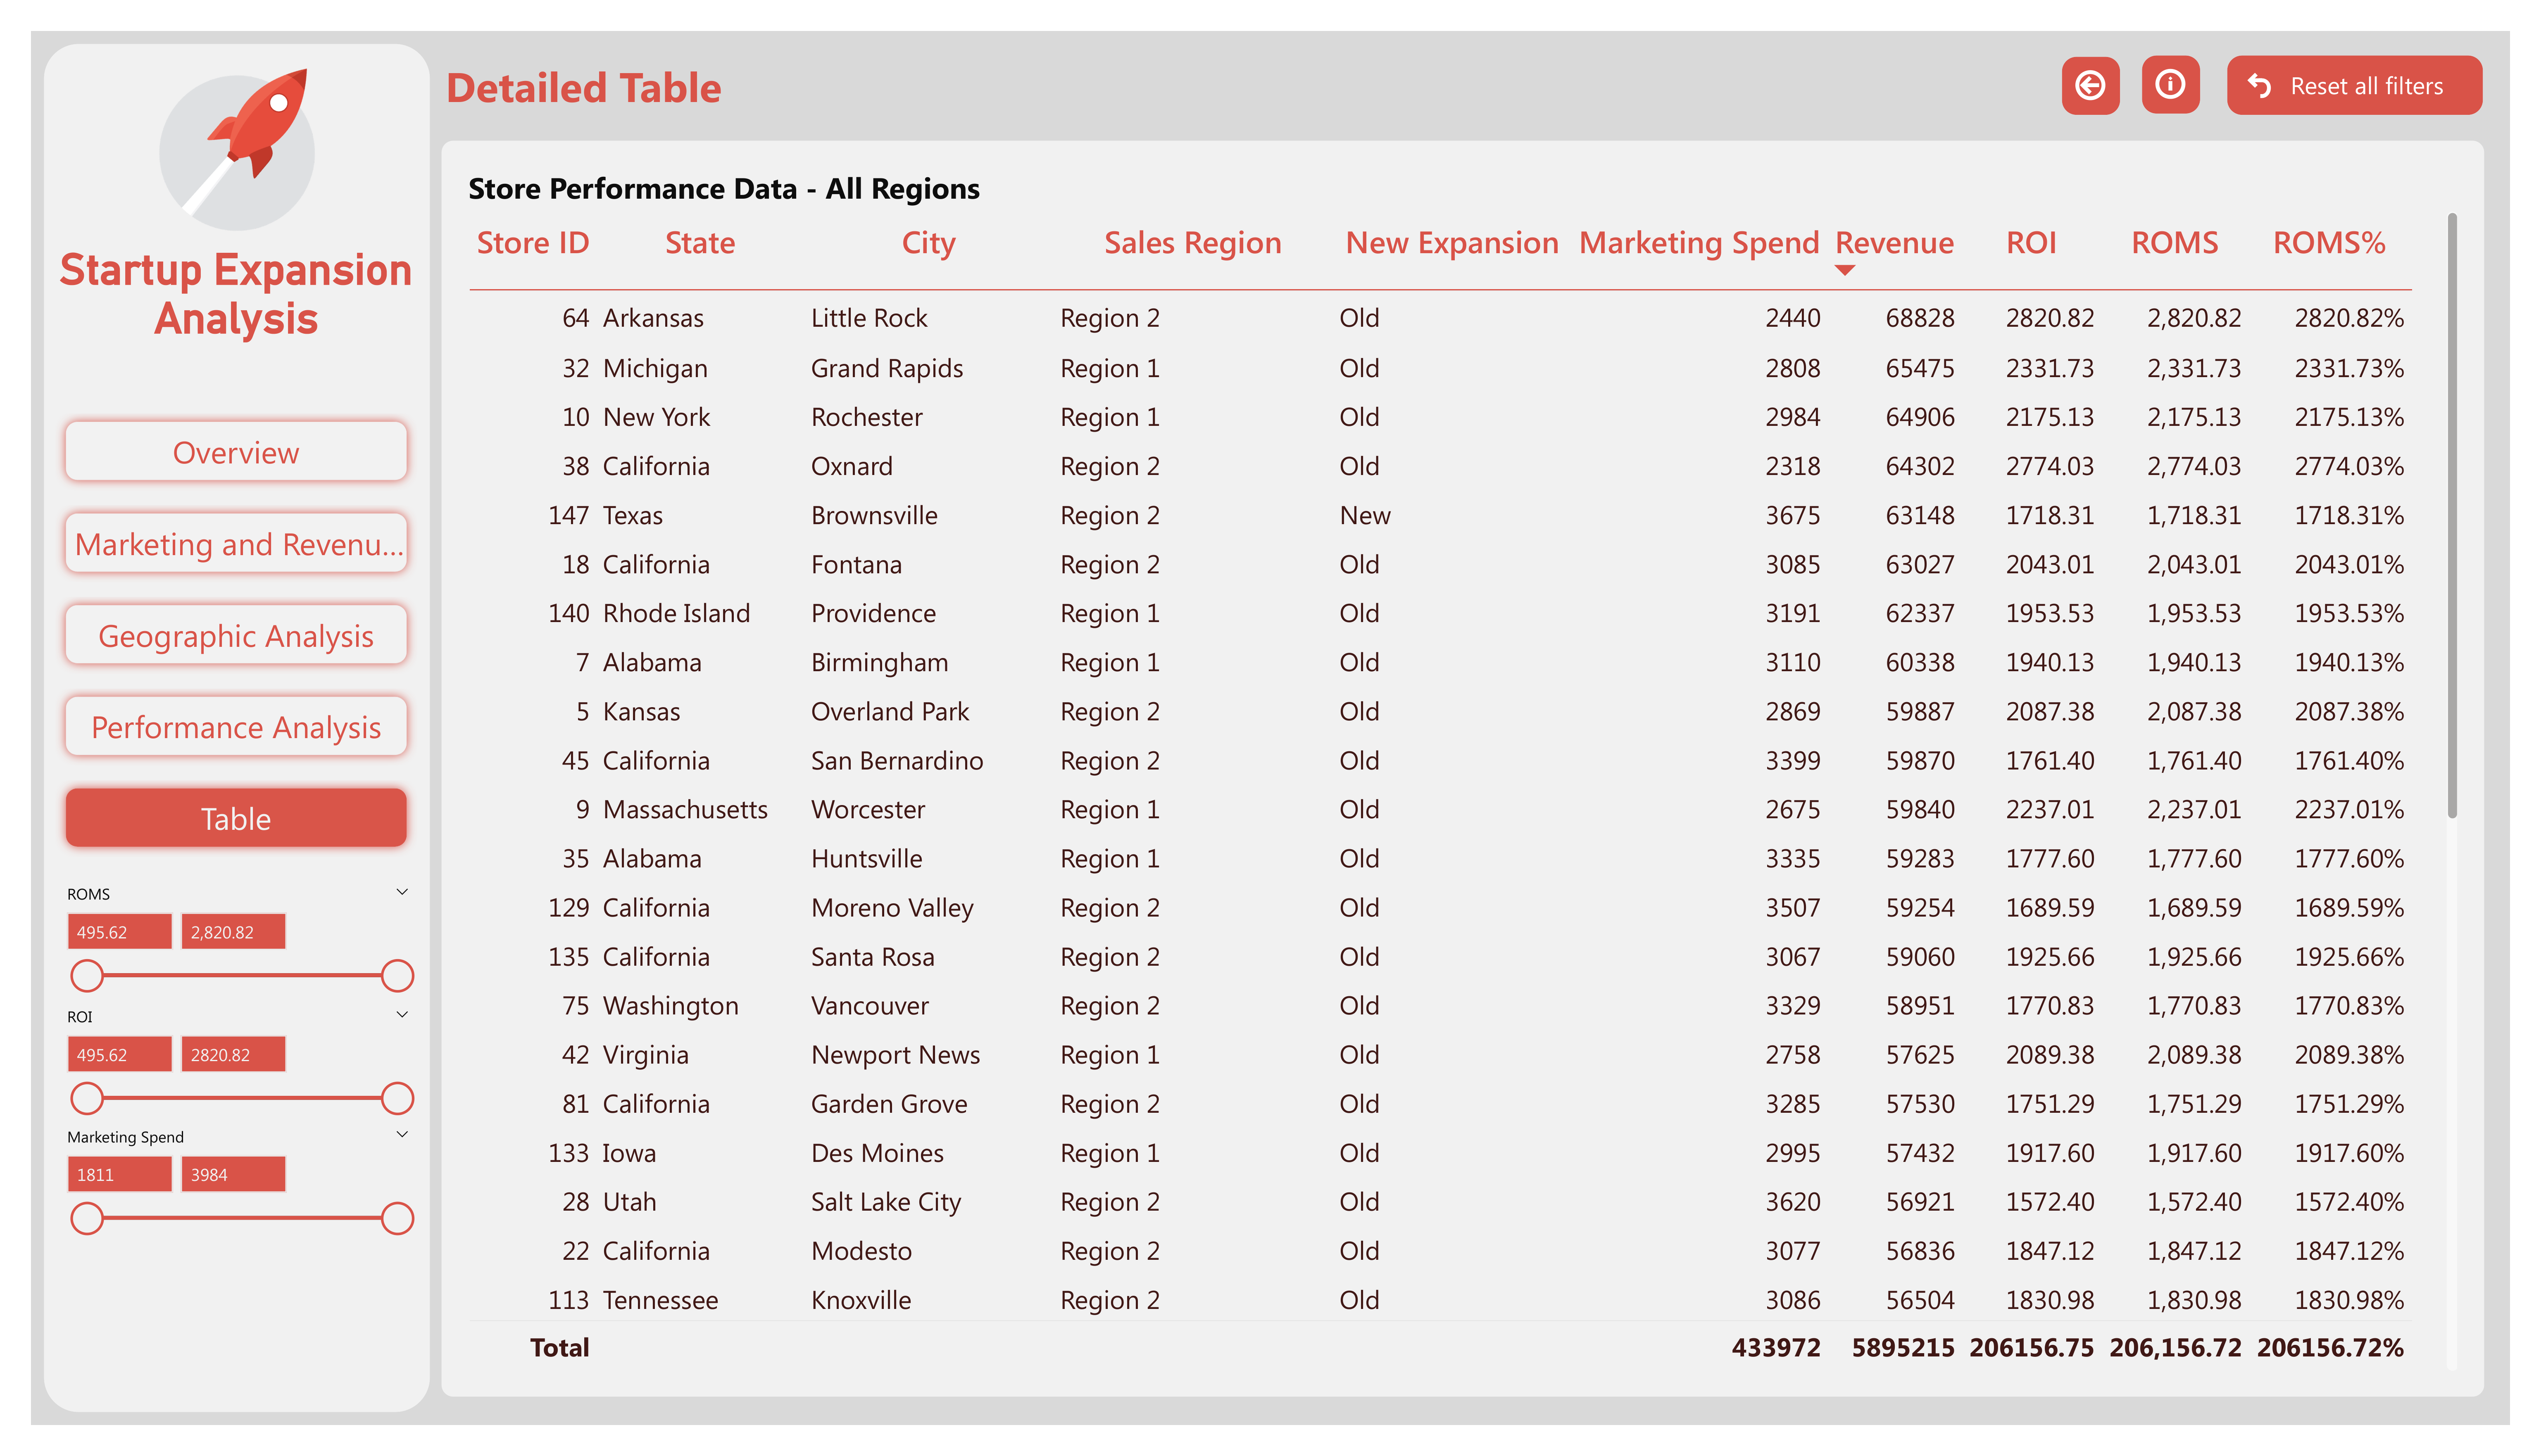 Startup Expansion
Analysis
Overview
Marketing and Revenu...
Geographic Analysis
Performance Analysis
Table
ROMS
495.62 2,820.82
ROI
495.62 2820.82
Marketing Spend
1811 3984
Detailed Table
Reset all filters
Store Performance Data - All Regions
Store ID State City Sales Region New Expansion Marketing Spend Revenue ROI ROMS ROMS%
64 Arkansas Little Rock Region 2 Old 2440 68828 2820.82 2,820.82 2820.82%
32 Michigan Grand Rapids Region 1 Old 2808 65475 2331.73 2,331.73 2331.73%
10 New York Rochester Region 1 Old 2984 64906 2175.13 2,175.13 2175.13%
38 California Oxnard Region 2 Old 2318 64302 2774.03 2,774.03 2774.03%
147 Texas Brownsville Region 2 New 3675 63148 1718.31 1,718.31 1718.31%
18 California Fontana Region 2 Old 3085 63027 2043.01 2,043.01 2043.01%
140 Rhode Island Providence Region 1 Old 3191 62337 1953.53 1,953.53 1953.53%
7 Alabama Birmingham Region 1 Old 3110 60338 1940.13 1,940.13 1940.13%
5 Kansas Overland Park Region 2 Old 2869 59887 2087.38 2,087.38 2087.38%
45 California San Bernardino Region 2 Old 3399 59870 1761.40 1,761.40 1761.40%
9 Massachusetts Worcester Region 1 Old 2675 59840 2237.01 2,237.01 2237.01%
35 Alabama Huntsville Region 1 Old 3335 59283 1777.60 1,777.60 1777.60%
129 California Moreno Valley Region 2 Old 3507 59254 1689.59 1,689.59 1689.59%
135 California Santa Rosa Region 2 Old 3067 59060 1925.66 1,925.66 1925.66%
75 Washington Vancouver Region 2 Old 3329 58951 1770.83 1,770.83 1770.83%
42 Virginia Newport News Region 1 Old 2758 57625 2089.38 2,089.38 2089.38%
81 California Garden Grove Region 2 Old 3285 57530 1751.29 1,751.29 1751.29%
133 Iowa Des Moines Region 1 Old 2995 57432 1917.60 1,917.60 1917.60%
28 Utah Salt Lake City Region 2 Old 3620 56921 1572.40 1,572.40 1572.40%
22 California Modesto Region 2 Old 3077 56836 1847.12 1,847.12 1847.12%
113 Tennessee Knoxville Region 2 Old 3086 56504 1830.98 1,830.98 1830.98%
Total 433972 5895215 206156.75 206,156.72 206156.72%